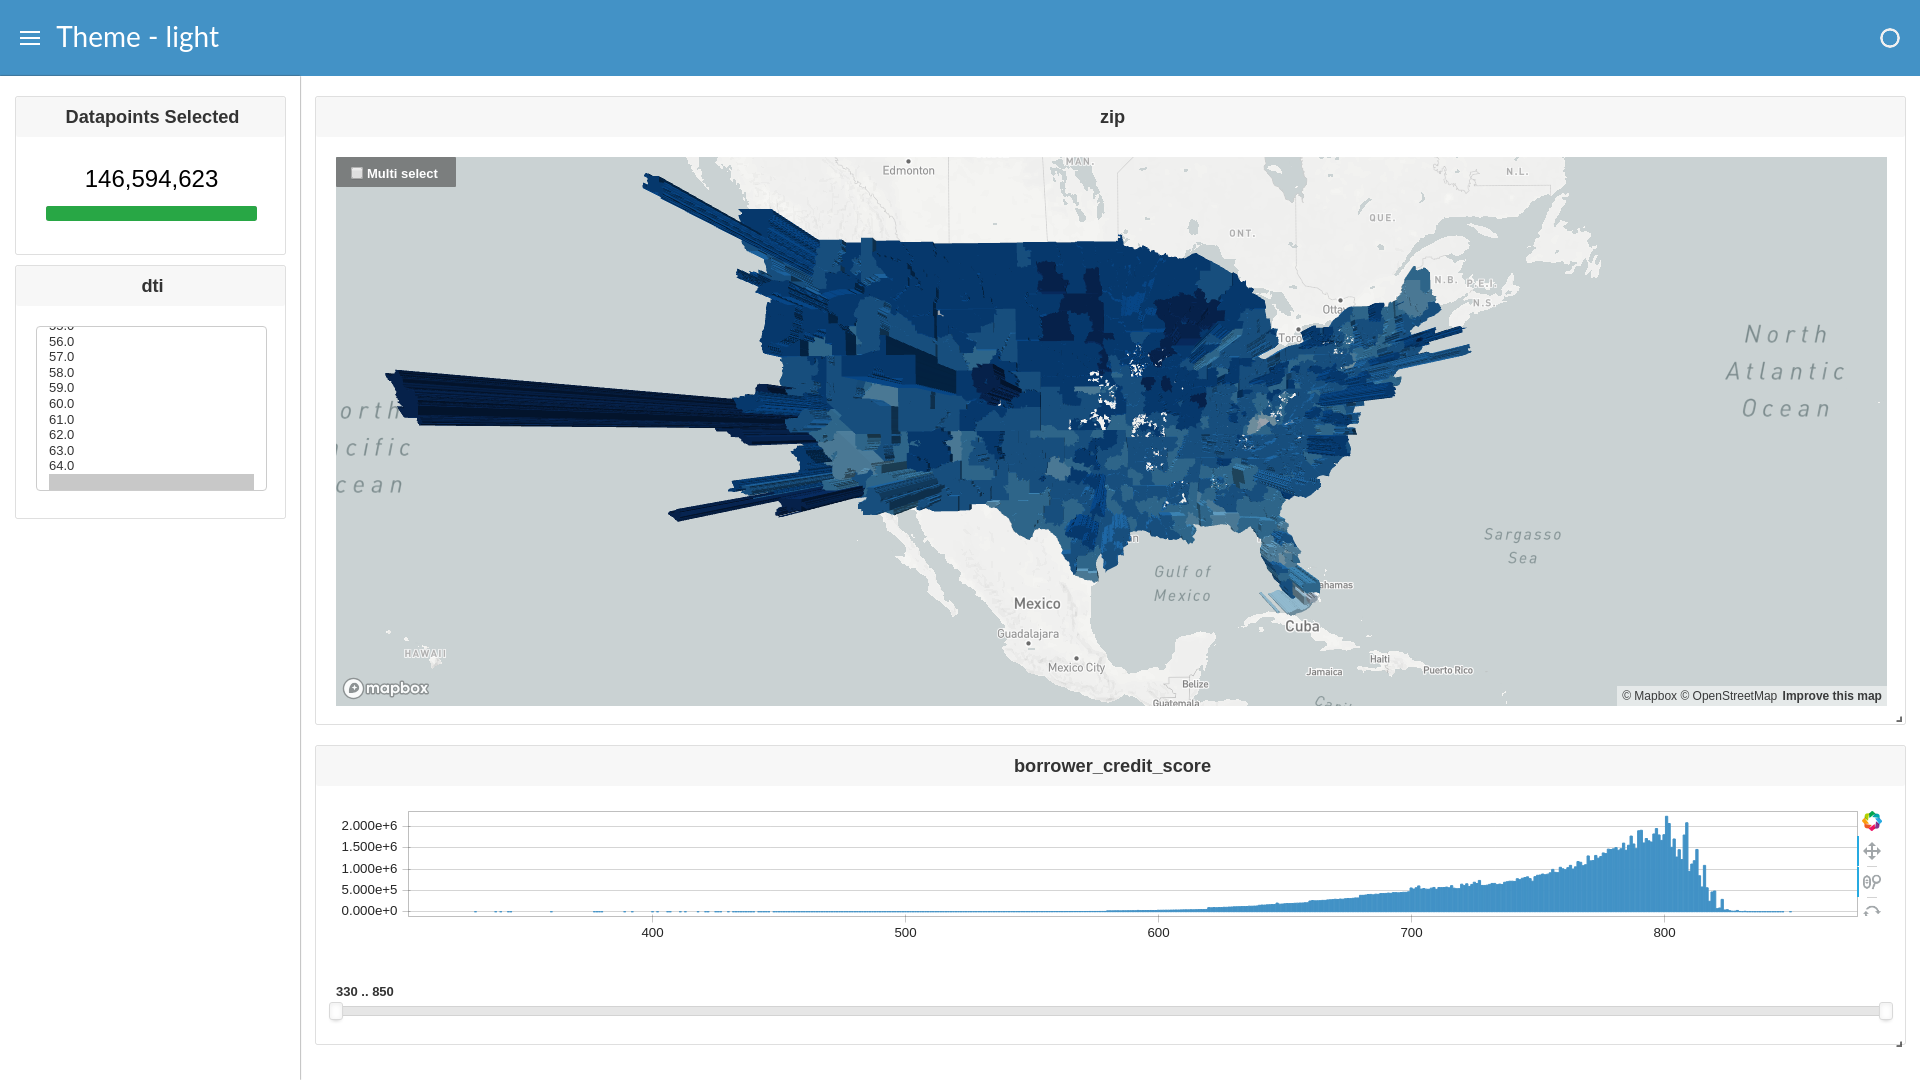 Theme - light
Datapoints Selected
146,594,623
dti
56.0
57.0
58.0
59.0
60.0
61.0
62.0
63.0
64.0
zip
Multi select
Edmonton
MAN.
N.L.
QUE.
ONT.
N.B.
P.E.I.
N.S.
Otta
Toro
North
Atlantic
Ocean
orth
acific
cean
Sargasso
Sea
Gulf of
Mexico
ahamas
Mexico
Cuba
Guadalajara
Mexico City
HAWAII
Haiti
Jamaica
Puerto Rico
Belize
Guatemala
mapbox
© Mapbox © OpenStreetMap Improve this map
borrower_credit_score
2.000e+6
1.500e+6
1.000e+6
5.000e+5
0.000e+0
400 500 600 700 800
330 .. 850